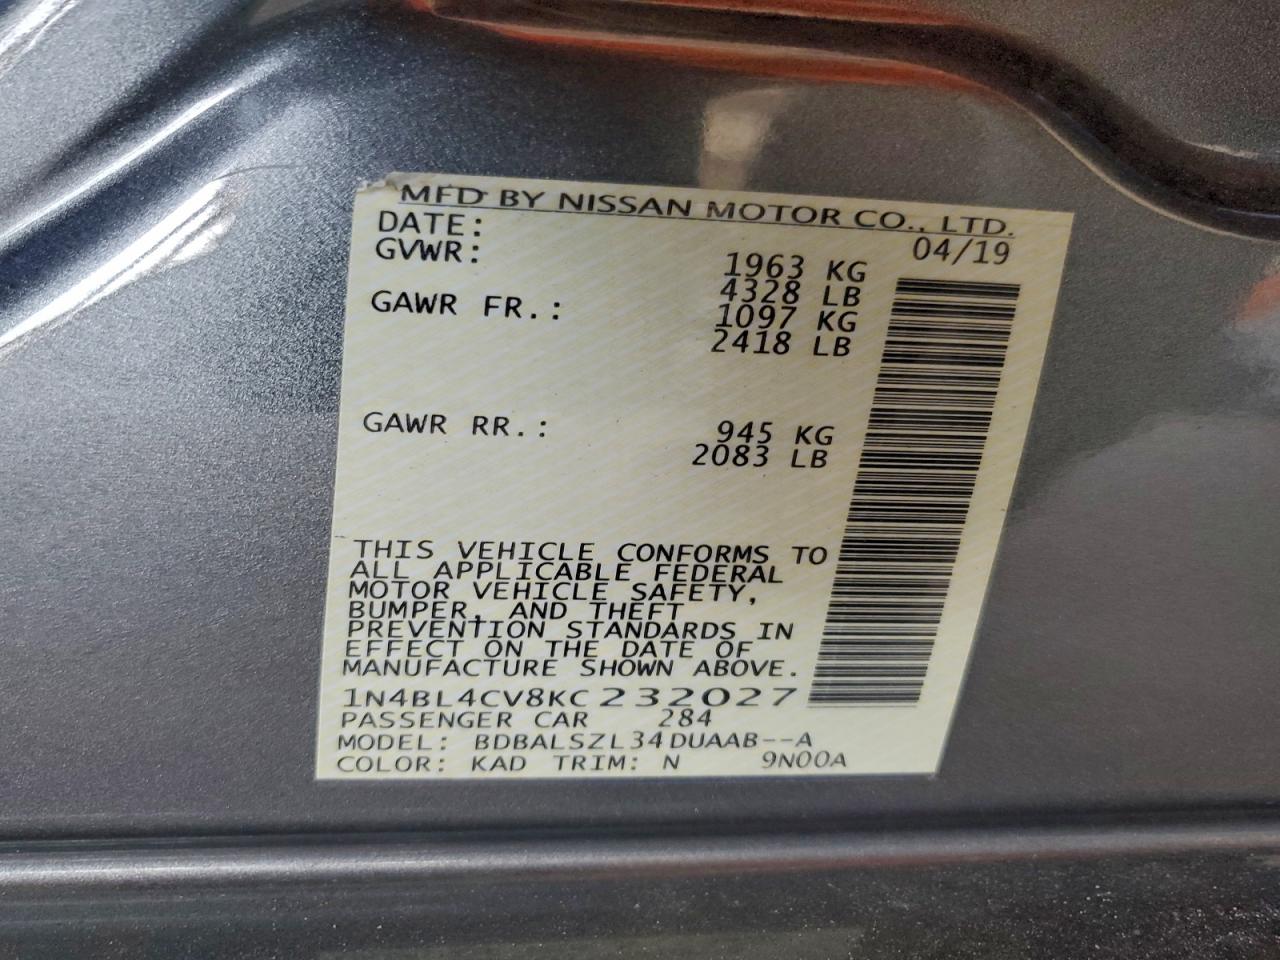 MFD BY NISSAN MOTOR CO., LTD.
DATE: 04/19
GVWR: 1963 KG
4328 LB
GAWR FR.: 1097 KG
2418 LB
GAWR RR.: 945 KG
2083 LB
THIS VEHICLE CONFORMS TO
ALL APPLICABLE FEDERAL
MOTOR VEHICLE SAFETY,
BUMPER, AND THEFT
PREVENTION STANDARDS IN
EFFECT ON THE DATE OF
MANUFACTURE SHOWN ABOVE.
1N4BL4CV8KC232027
PASSENGER CAR 284
MODEL: BDBALSZL34DUAAB--A
COLOR: KAD TRIM: N 9N00A